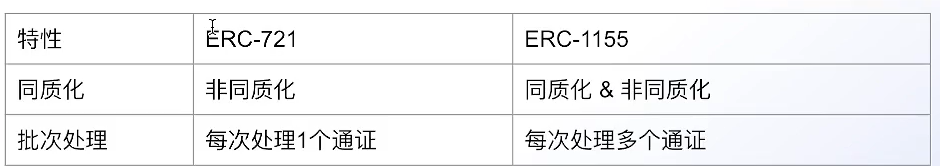 特性 ERC-721 ERC-1155
同质化 非同质化 同质化 & 非同质化
批次处理 每次处理1个通证 每次处理多个通证